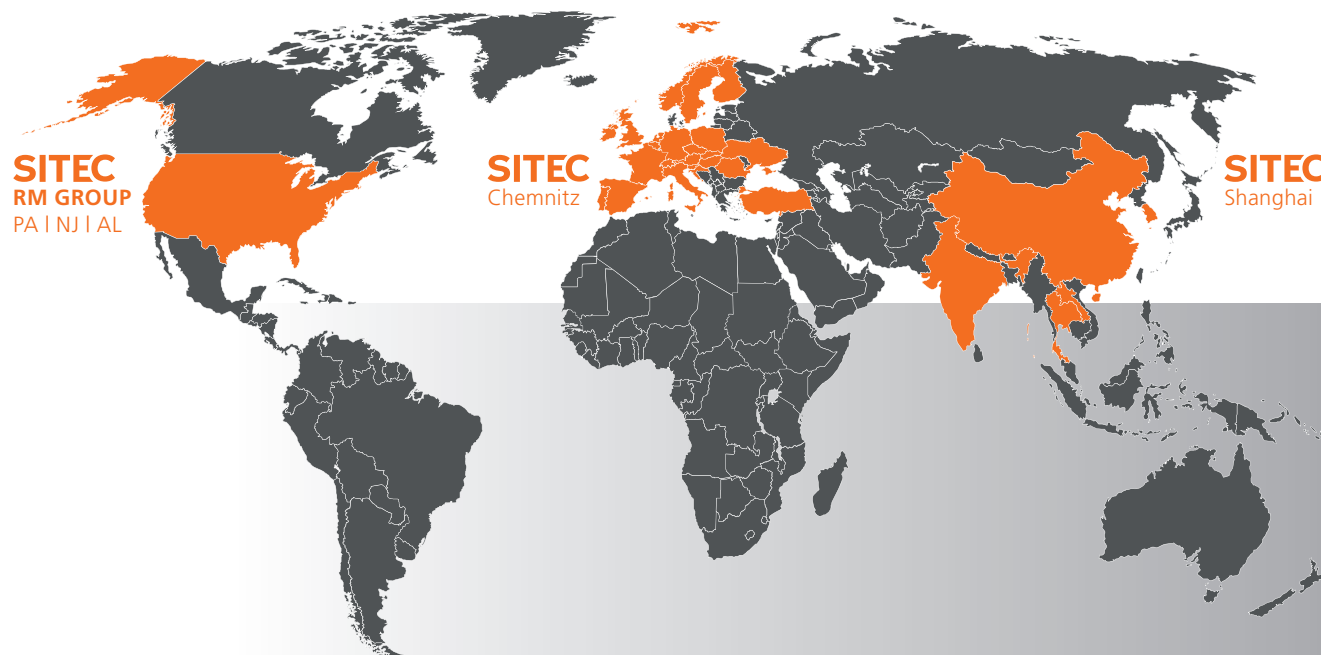 SITEC
RM GROUP
PA | NJ | AL
SITEC
Chemnitz
SITEC
Shanghai